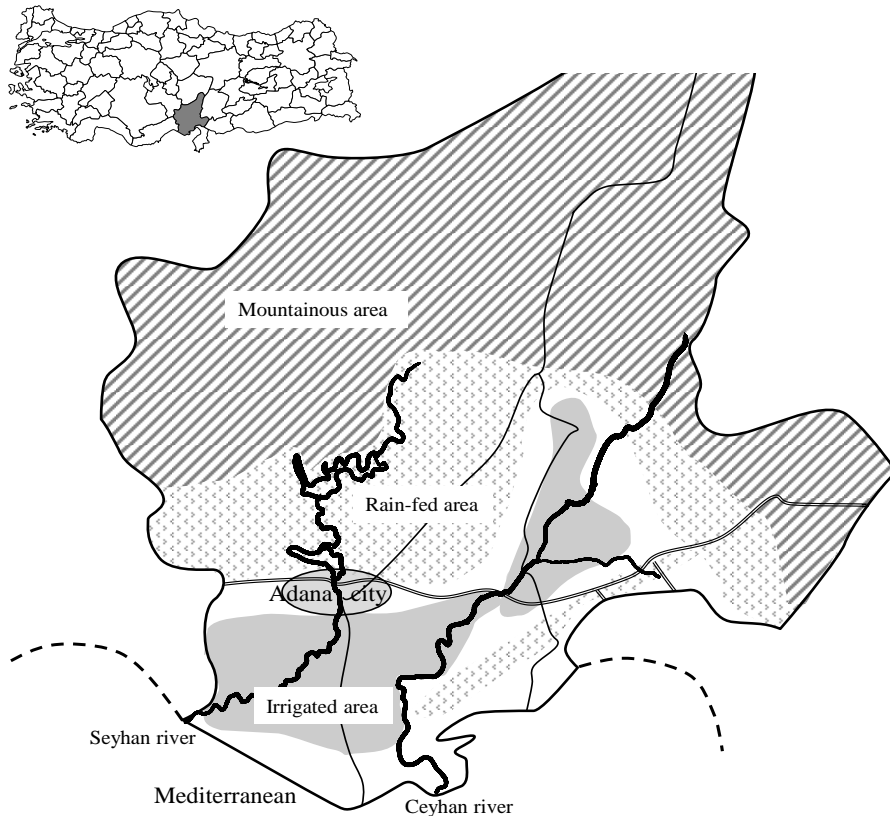 Mountainous area
Rain-fed area
Adana city
Irrigated area
Seyhan river
Mediterranean
Ceyhan river